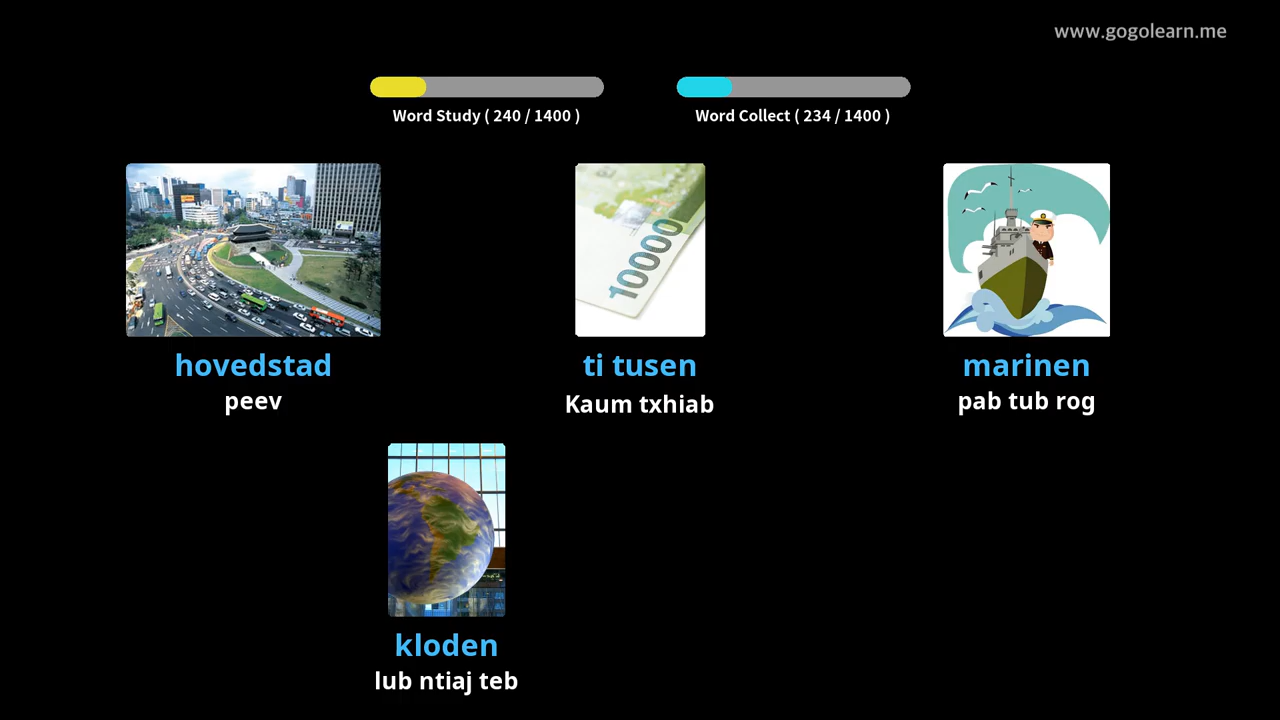 www.gogolearn.me
Word Study ( 240 / 1400 )
Word Collect ( 234 / 1400 )
10000
hovedstad
peev
ti tusen
Kaum txhiab
marinen
pab tub rog
kloden
lub ntiaj teb